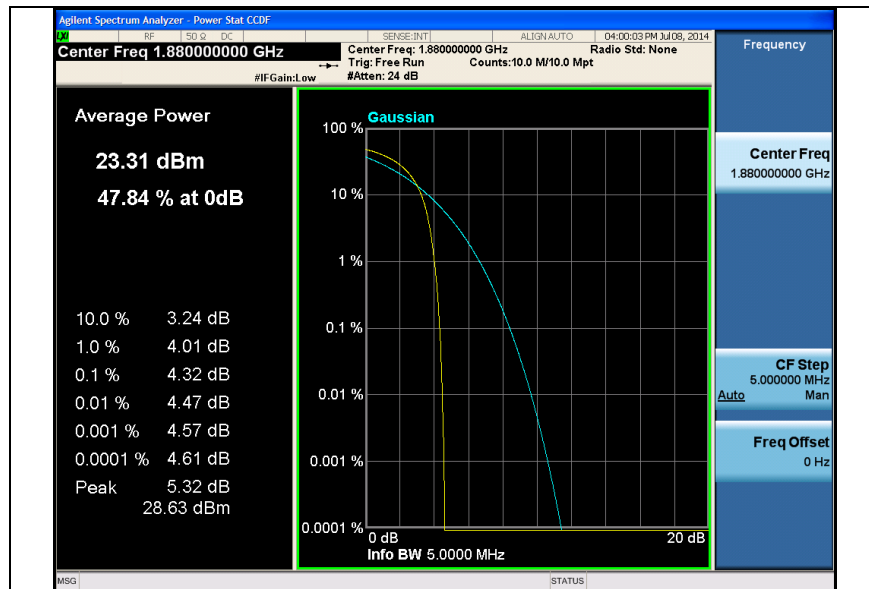 Agilent Spectrum Analyzer - Power Stat CCDF
LXI RF 50 Ω DC SENSE:INT ALIGN AUTO 04:00:03 PM Jul 08, 2014
Center Freq 1.880000000 GHz
Center Freq: 1.880000000 GHz Radio Std: None
Trig: Free Run Counts:10.0 M/10.0 Mpt
#IFGain:Low #Atten: 24 dB
Frequency
Center Freq
1.880000000 GHz
CF Step
5.000000 MHz
Auto Man
Freq Offset
0 Hz
Average Power
23.31 dBm
47.84 % at 0dB
10.0 % 3.24 dB
1.0 % 4.01 dB
0.1 % 4.32 dB
0.01 % 4.47 dB
0.001 % 4.57 dB
0.0001 % 4.61 dB
Peak 5.32 dB
28.63 dBm
Gaussian
100 %
10 %
1 %
0.1 %
0.01 %
0.001 %
0.0001 %
0 dB 20 dB
Info BW 5.0000 MHz
MSG STATUS